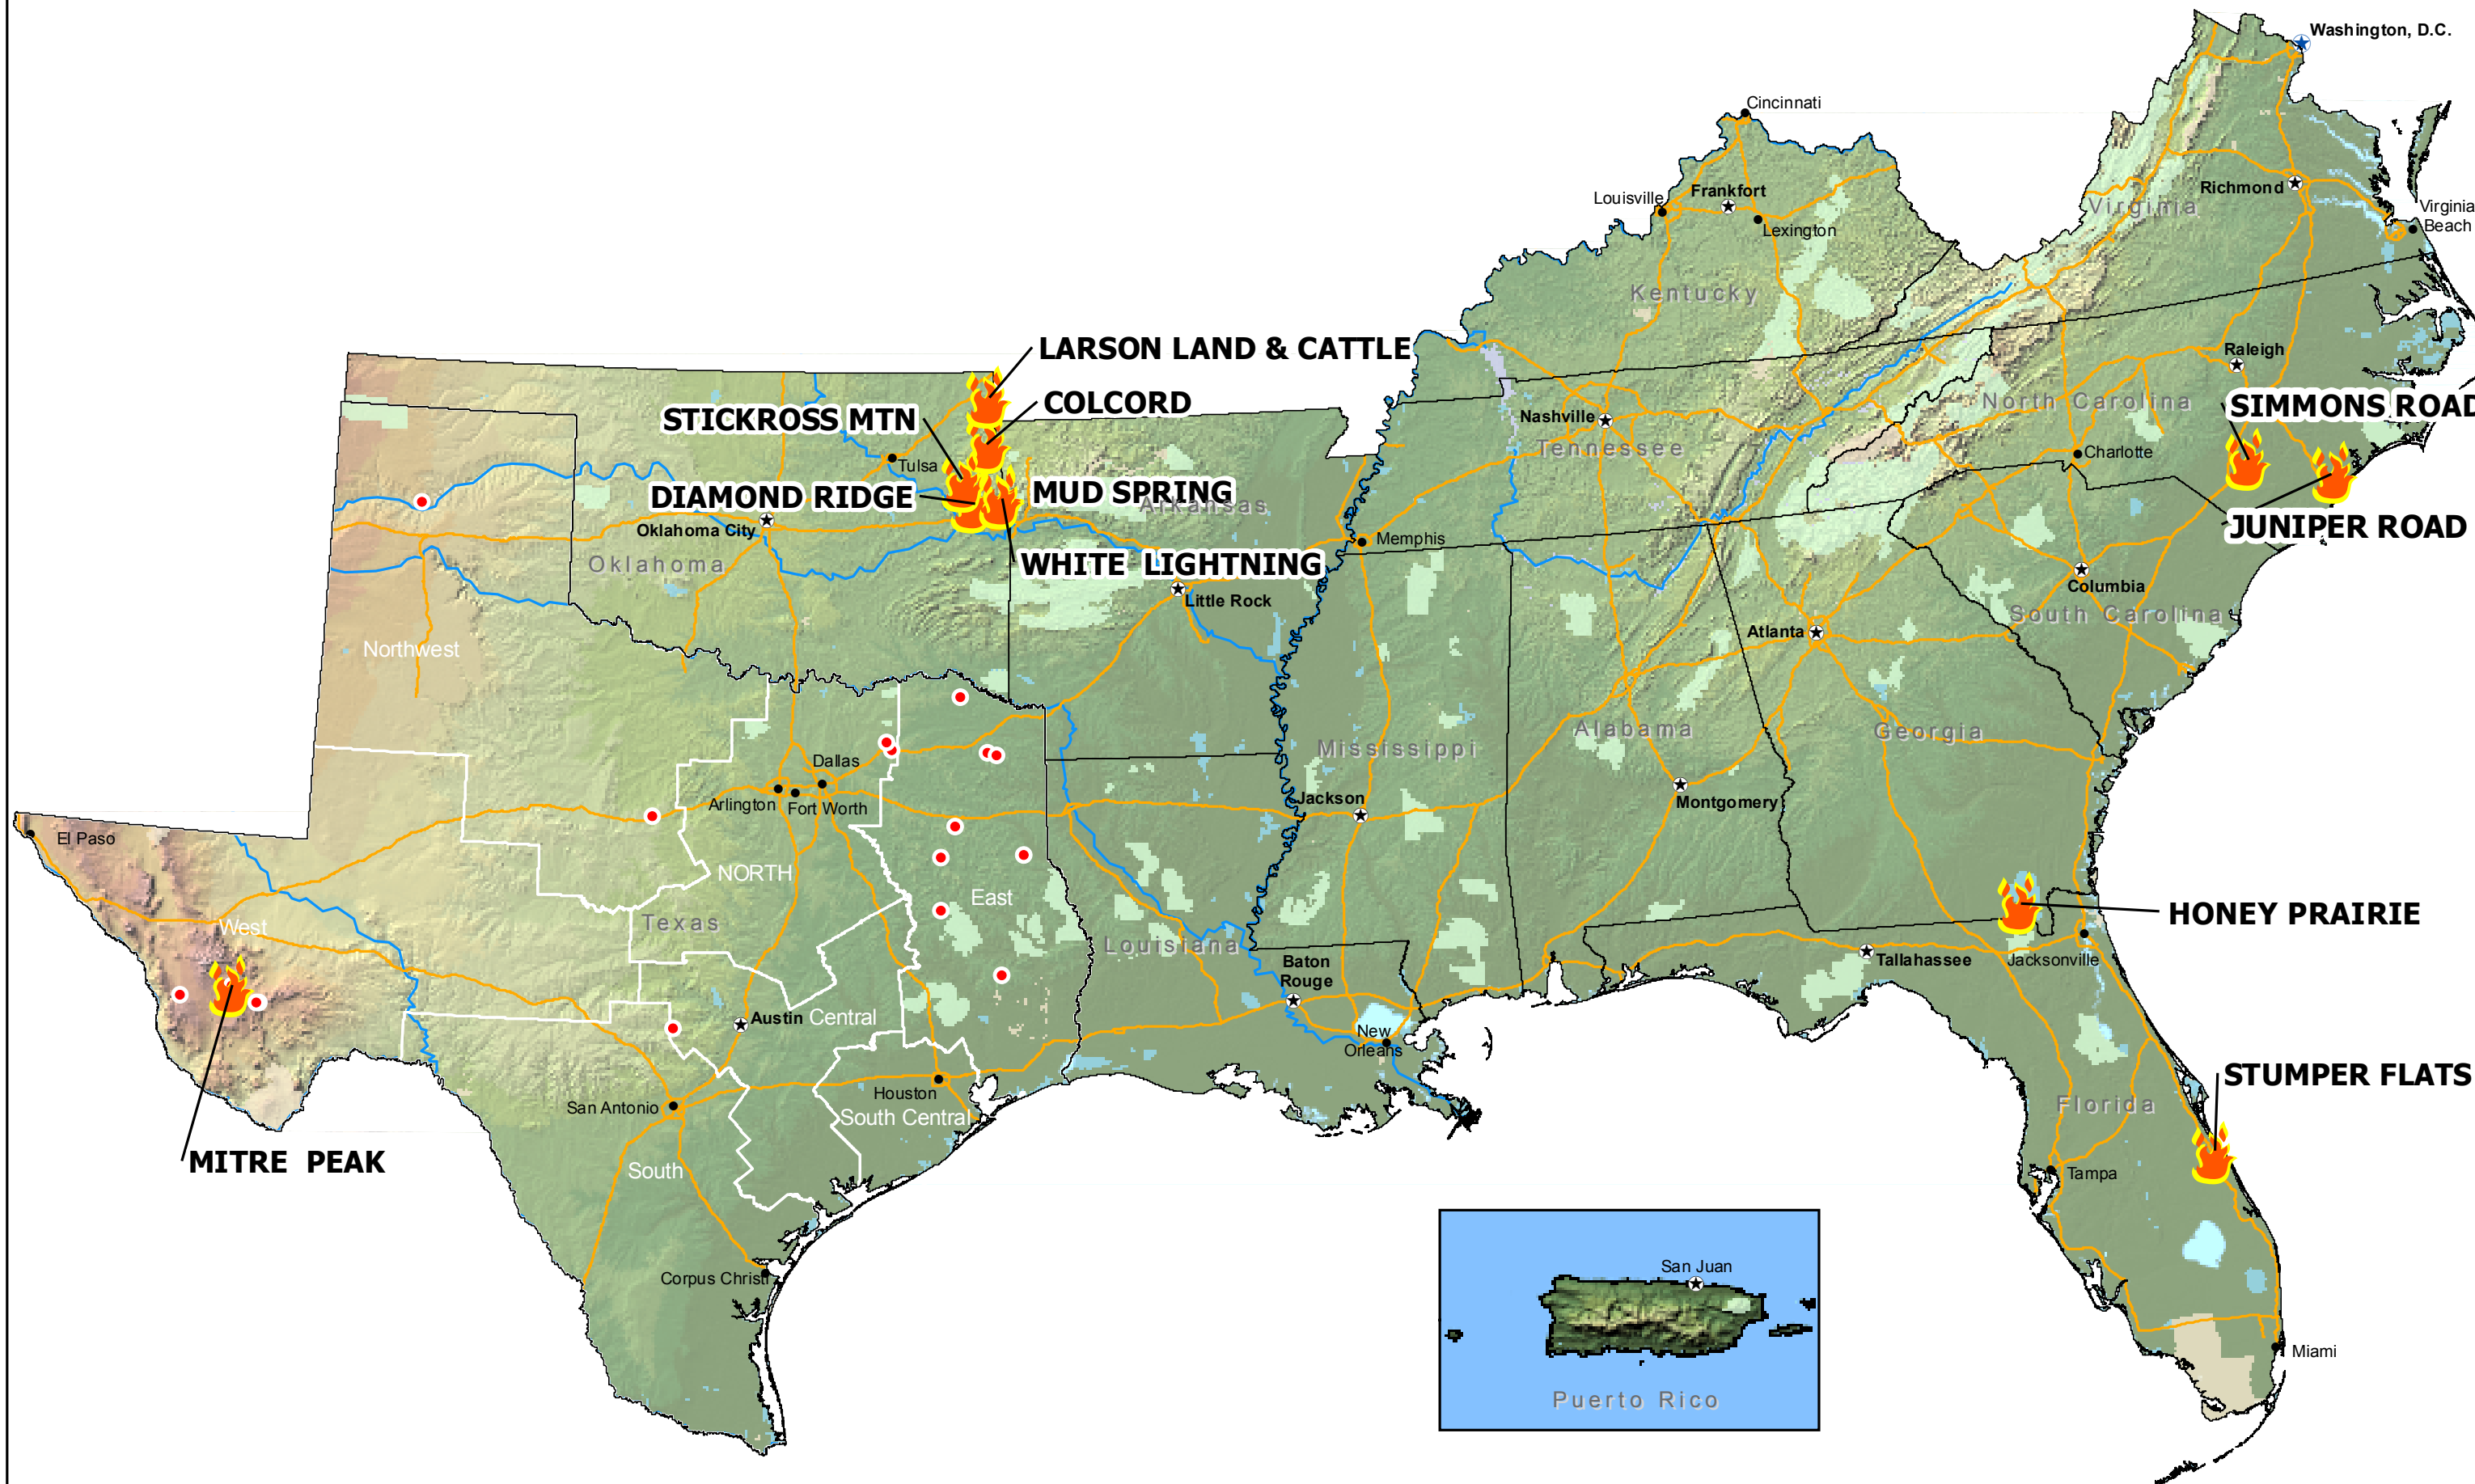 Washington, D.C.
Cincinnati
Louisville
Frankfort
Lexington
Richmond
Virginia
Virginia
Beach
Kentucky
LARSON LAND & CATTLE
COLCORD
STICKROSS MTN
Tulsa
DIAMOND RIDGE
MUD SPRING
Arkansas
Oklahoma City
Oklahoma
WHITE LIGHTNING
Little Rock
Memphis
Nashville
Tennessee
Raleigh
North Carolina
SIMMONS ROAD
Charlotte
JUNIPER ROAD
Columbia
South Carolina
Atlanta
Northwest
Mississippi
Alabama
Georgia
Dallas
Arlington
Fort Worth
Jackson
Montgomery
El Paso
NORTH
East
Texas
West
Louisiana
HONEY PRAIRIE
Baton
Rouge
Tallahassee
Jacksonville
Austin
Central
New
Orleans
Houston
San Antonio
South Central
STUMPER FLATS
Florida
MITRE PEAK
South
Tampa
Corpus Christi
San Juan
Miami
Puerto Rico